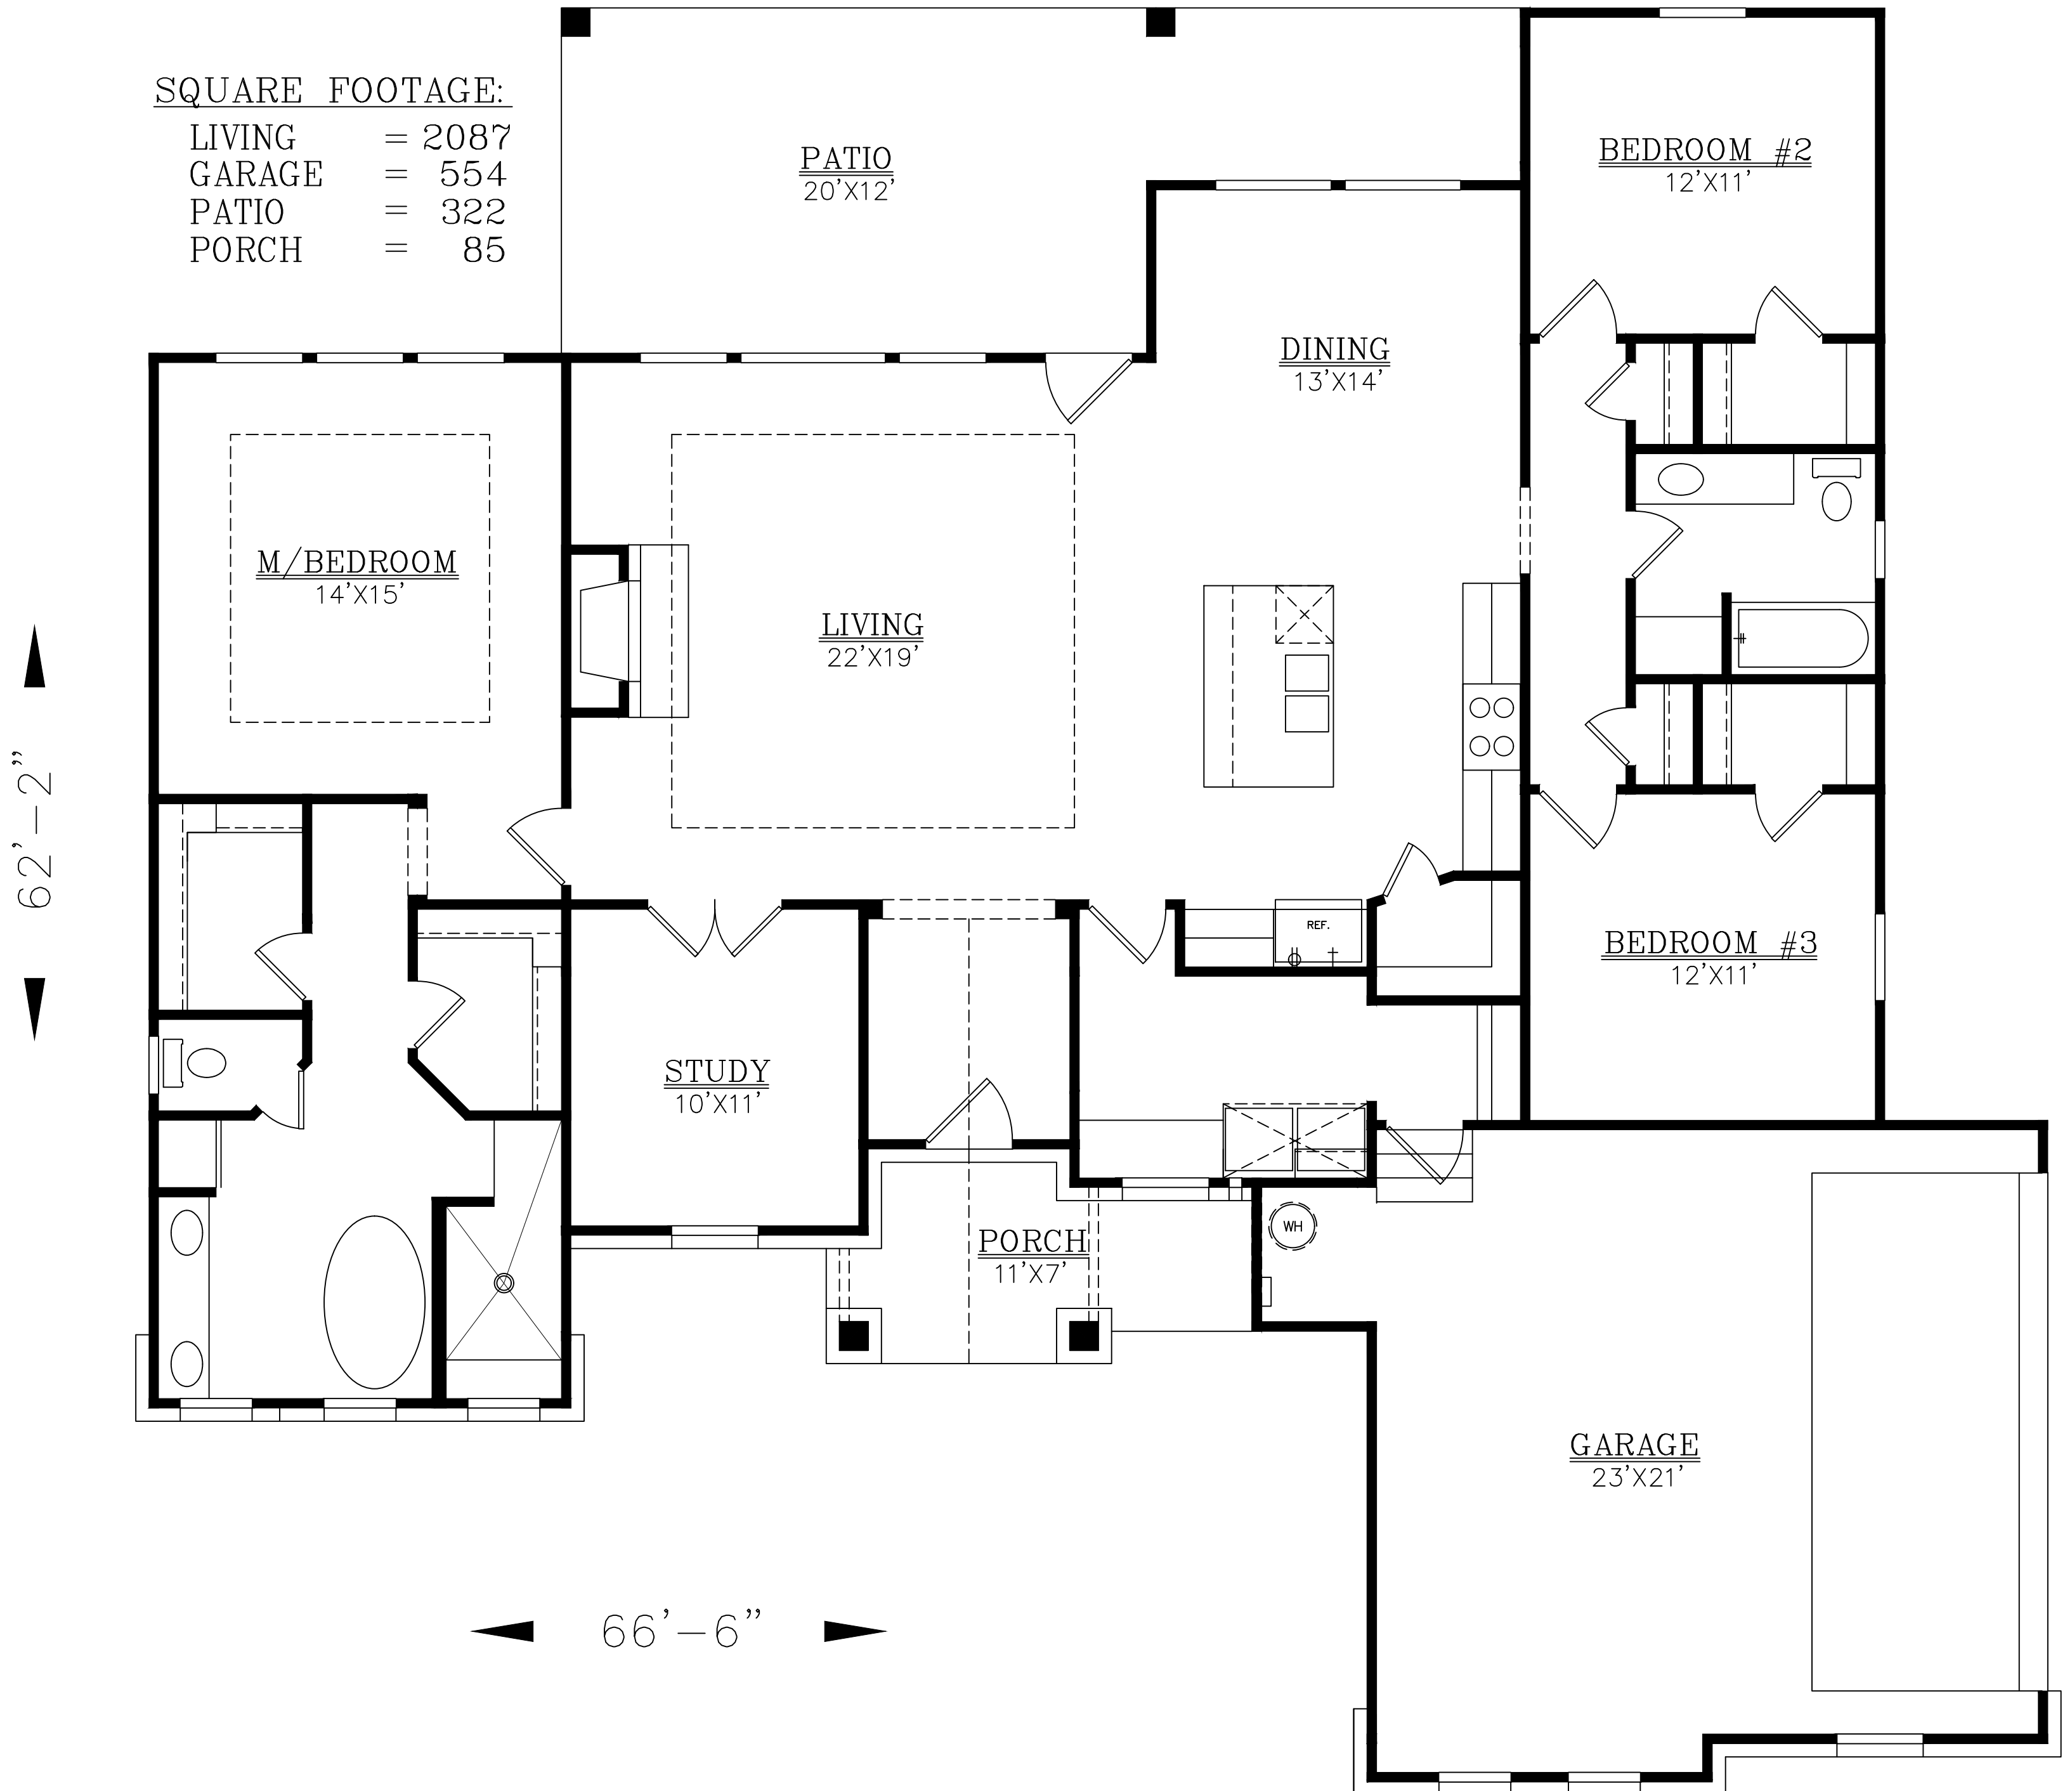 SQUARE FOOTAGE:
LIVING = 2087
GARAGE = 554
PATIO = 322
PORCH = 85
PATIO
20'X12'
BEDROOM #2
12'X11'
DINING
13'X14'
M/BEDROOM
14'X15'
LIVING
22'X19'
62'-2"
REF.
BEDROOM #3
12'X11'
STUDY
10'X11'
WH
PORCH
11'X7'
GARAGE
23'X21'
66'-6"